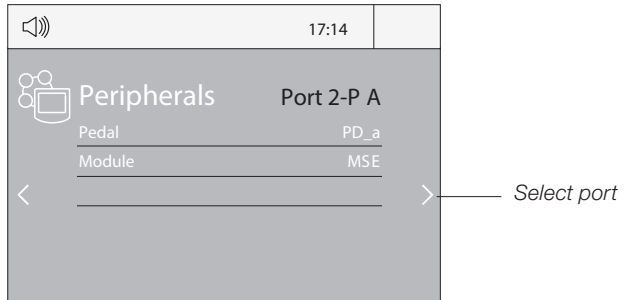 17:14
Peripherals Port 2-P A
Pedal PD_a
Module MSE
Select port